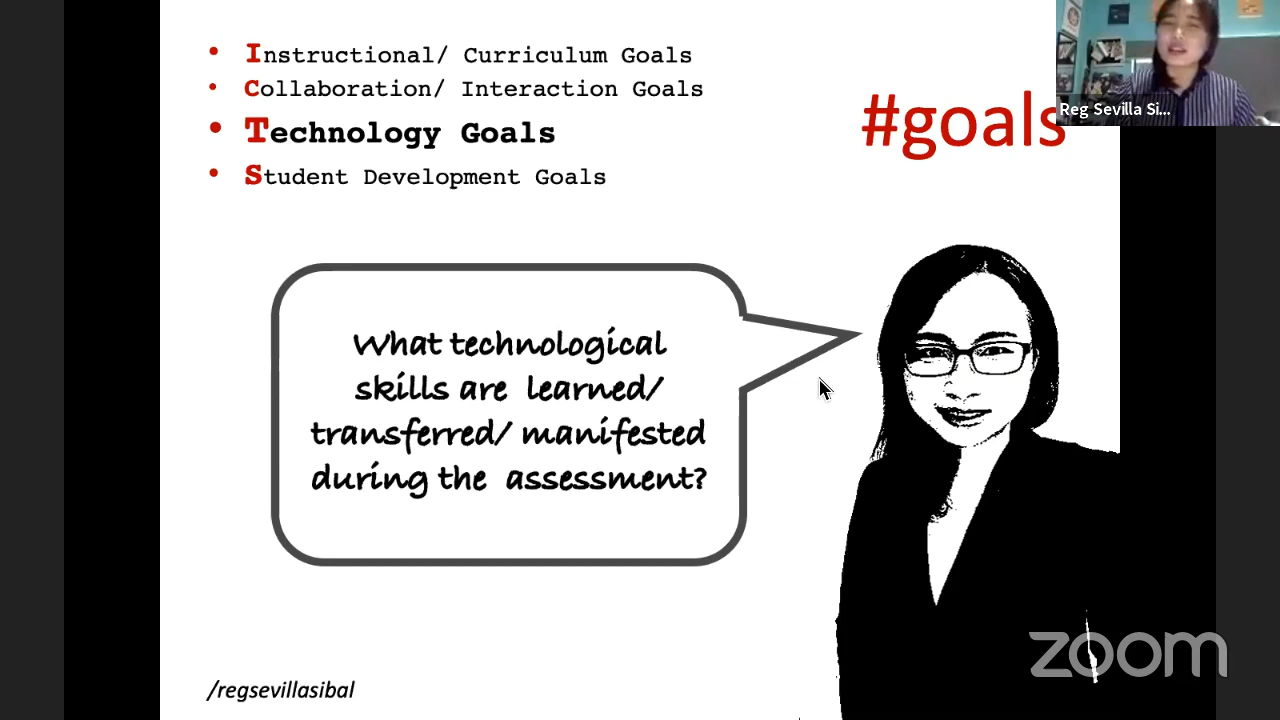 • Instructional/ Curriculum Goals
• Collaboration/ Interaction Goals
• Technology Goals
• Student Development Goals
#goals
Reg Sevilla Si...
What technological
skills are learned/
transferred/ manifested
during the assessment?
/regsevillasibal
zoom